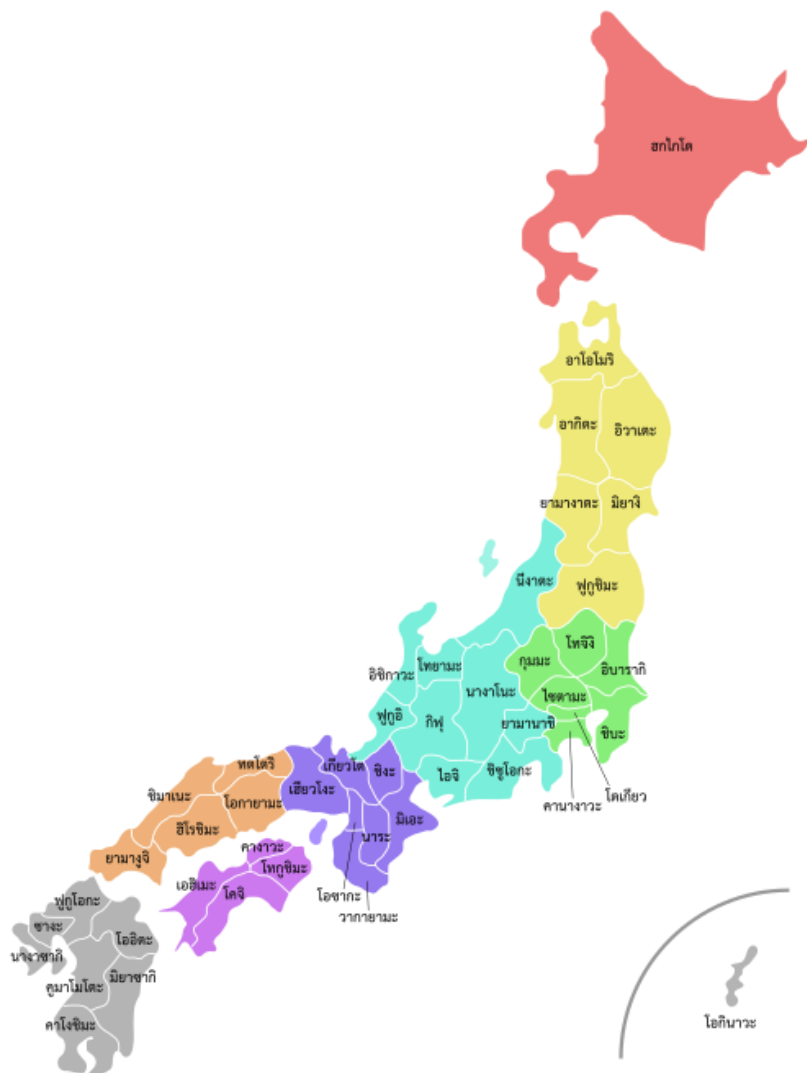 ฮกไกโด
อาโอโมริ
อากิตะ
อิวาเตะ
ยามางาตะ
มิยางิ
นีงาตะ
ฟูกูชิมะ
กุมมะ
โทจิงิ
อิบารากิ
อิชิกาวะ
โทยามะ
นางาโนะ
ไซตามะ
ฟูกูอิ
กิฟุ
ยามานาชิ
ชิบะ
เกียวโต
ชิงะ
ไอจิ
ชิซูโอกะ
คานางาวะ
โตเกียว
ทตโตริ
ชิมาเนะ
โอกายามะ
เฮียวโงะ
ฮิโรชิมะ
นาระ
มิเอะ
ยามางูจิ
คางาวะ
โทกูชิมะ
เอฮิเมะ
โคจิ
โอซากะ
วากายามะ
ฟูกูโอกะ
ซางะ
โออิตะ
นางาซากิ
มิยาซากิ
คูมาโมโตะ
คาโงชิมะ
โอกินาวะ